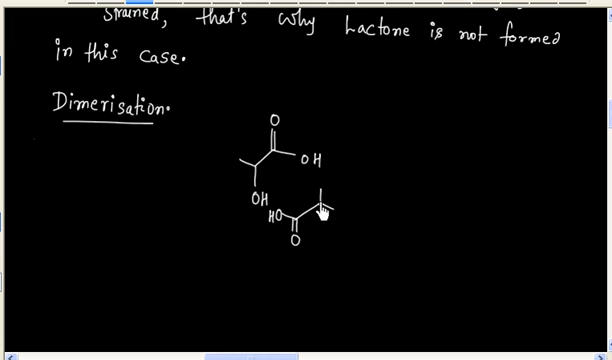 Strained, that's why Lactone is not formed
in this case.
Dimerisation.
O
OH
OH
HO
O